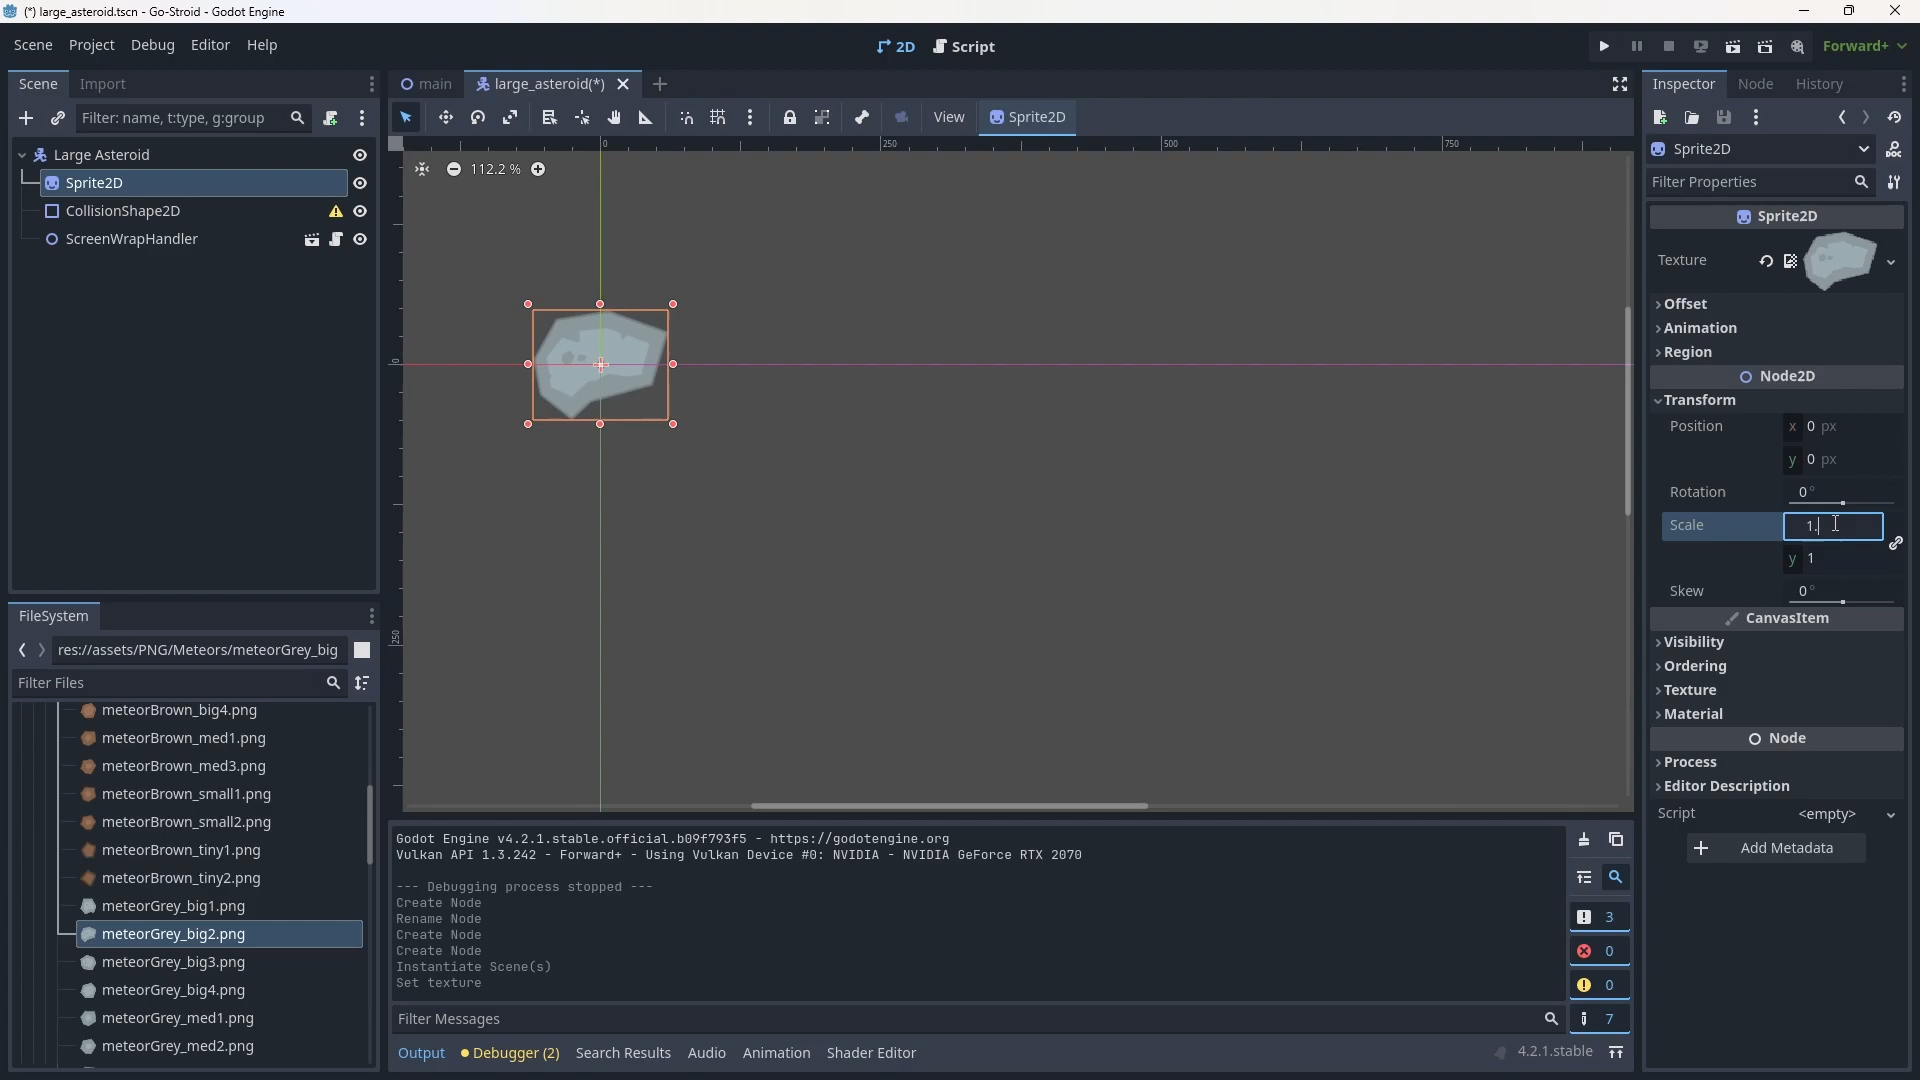 (*) large_asteroid.tscn - Go-Stroid - Godot Engine
Scene Project Debug Editor Help
2D Script
Forward+
Scene Import
main large_asteroid(*)
Inspector Node History
Filter: name, t:type, g:group
View Sprite2D
Large Asteroid
Sprite2D
CollisionShape2D
ScreenWrapHandler
0 250 500 750
112.2 %
0
250
FileSystem
res://assets/PNG/Meteors/meteorGrey_big
Filter Files
meteorBrown_big4.png
meteorBrown_med1.png
meteorBrown_med3.png
meteorBrown_small1.png
meteorBrown_small2.png
meteorBrown_tiny1.png
meteorBrown_tiny2.png
meteorGrey_big1.png
meteorGrey_big2.png
meteorGrey_big3.png
meteorGrey_big4.png
meteorGrey_med1.png
meteorGrey_med2.png
Godot Engine v4.2.1.stable.official.b09f793f5 - https://godotengine.org
Vulkan API 1.3.242 - Forward+ - Using Vulkan Device #0: NVIDIA - NVIDIA GeForce RTX 2070
--- Debugging process stopped ---
Create Node
Rename Node
Create Node
Create Node
Instantiate Scene(s)
Set texture
3
0
0
7
Filter Messages
Output Debugger (2) Search Results Audio Animation Shader Editor
4.2.1.stable
Sprite2D
DOC
Filter Properties
Sprite2D
Texture
Offset
Animation
Region
Node2D
Transform
Position x 0 px
y 0 px
Rotation 0 °
Scale 1.
y 1
Skew 0 °
CanvasItem
Visibility
Ordering
Texture
Material
Node
Process
Editor Description
Script <empty>
Add Metadata